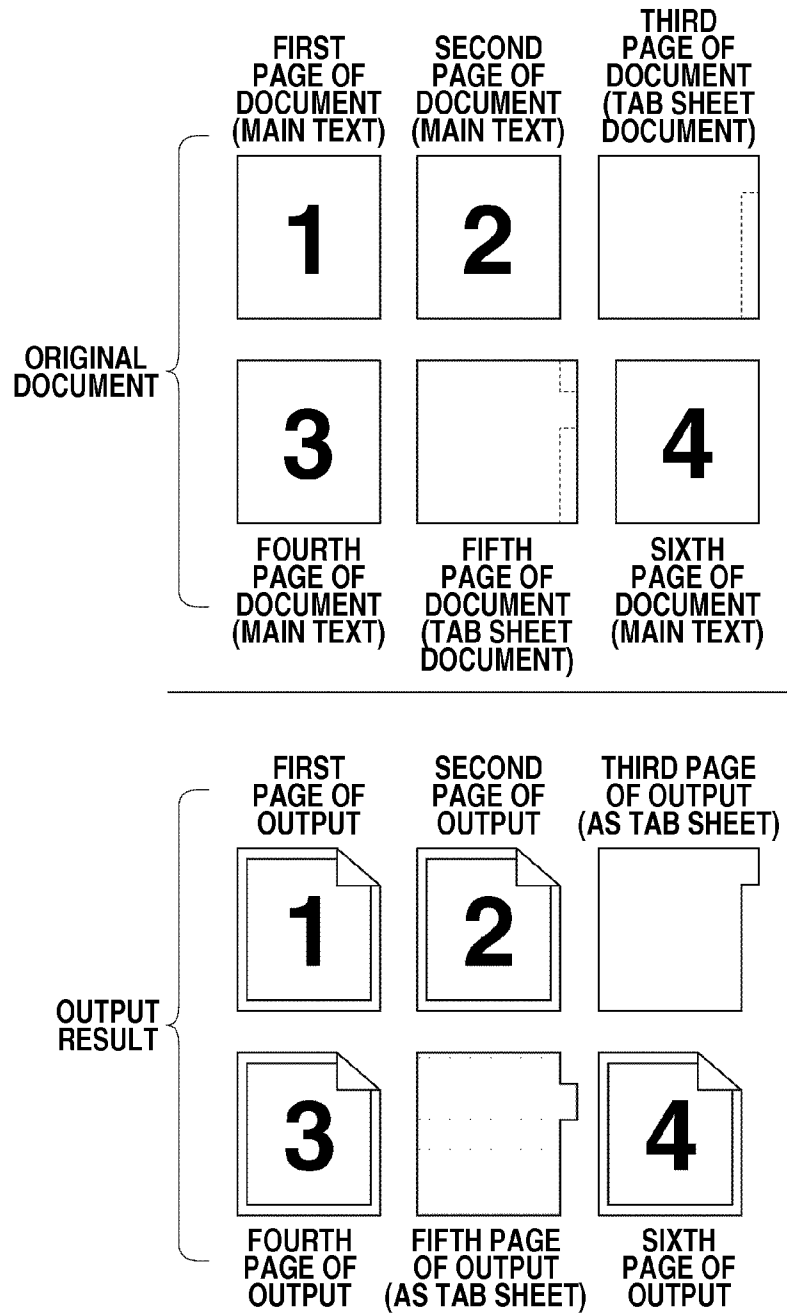 FIRST
PAGE OF
DOCUMENT
(MAIN TEXT)
SECOND
PAGE OF
DOCUMENT
(MAIN TEXT)
THIRD
PAGE OF
DOCUMENT
(TAB SHEET
DOCUMENT)
1
2
ORIGINAL
DOCUMENT
3
4
FOURTH
PAGE OF
DOCUMENT
(MAIN TEXT)
FIFTH
PAGE OF
DOCUMENT
(TAB SHEET
DOCUMENT)
SIXTH
PAGE OF
DOCUMENT
(MAIN TEXT)
FIRST
PAGE OF
OUTPUT
SECOND
PAGE OF
OUTPUT
THIRD PAGE
OF OUTPUT
(AS TAB SHEET)
1
2
OUTPUT
RESULT
3
4
FOURTH
PAGE OF
OUTPUT
FIFTH PAGE
OF OUTPUT
(AS TAB SHEET)
SIXTH
PAGE OF
OUTPUT